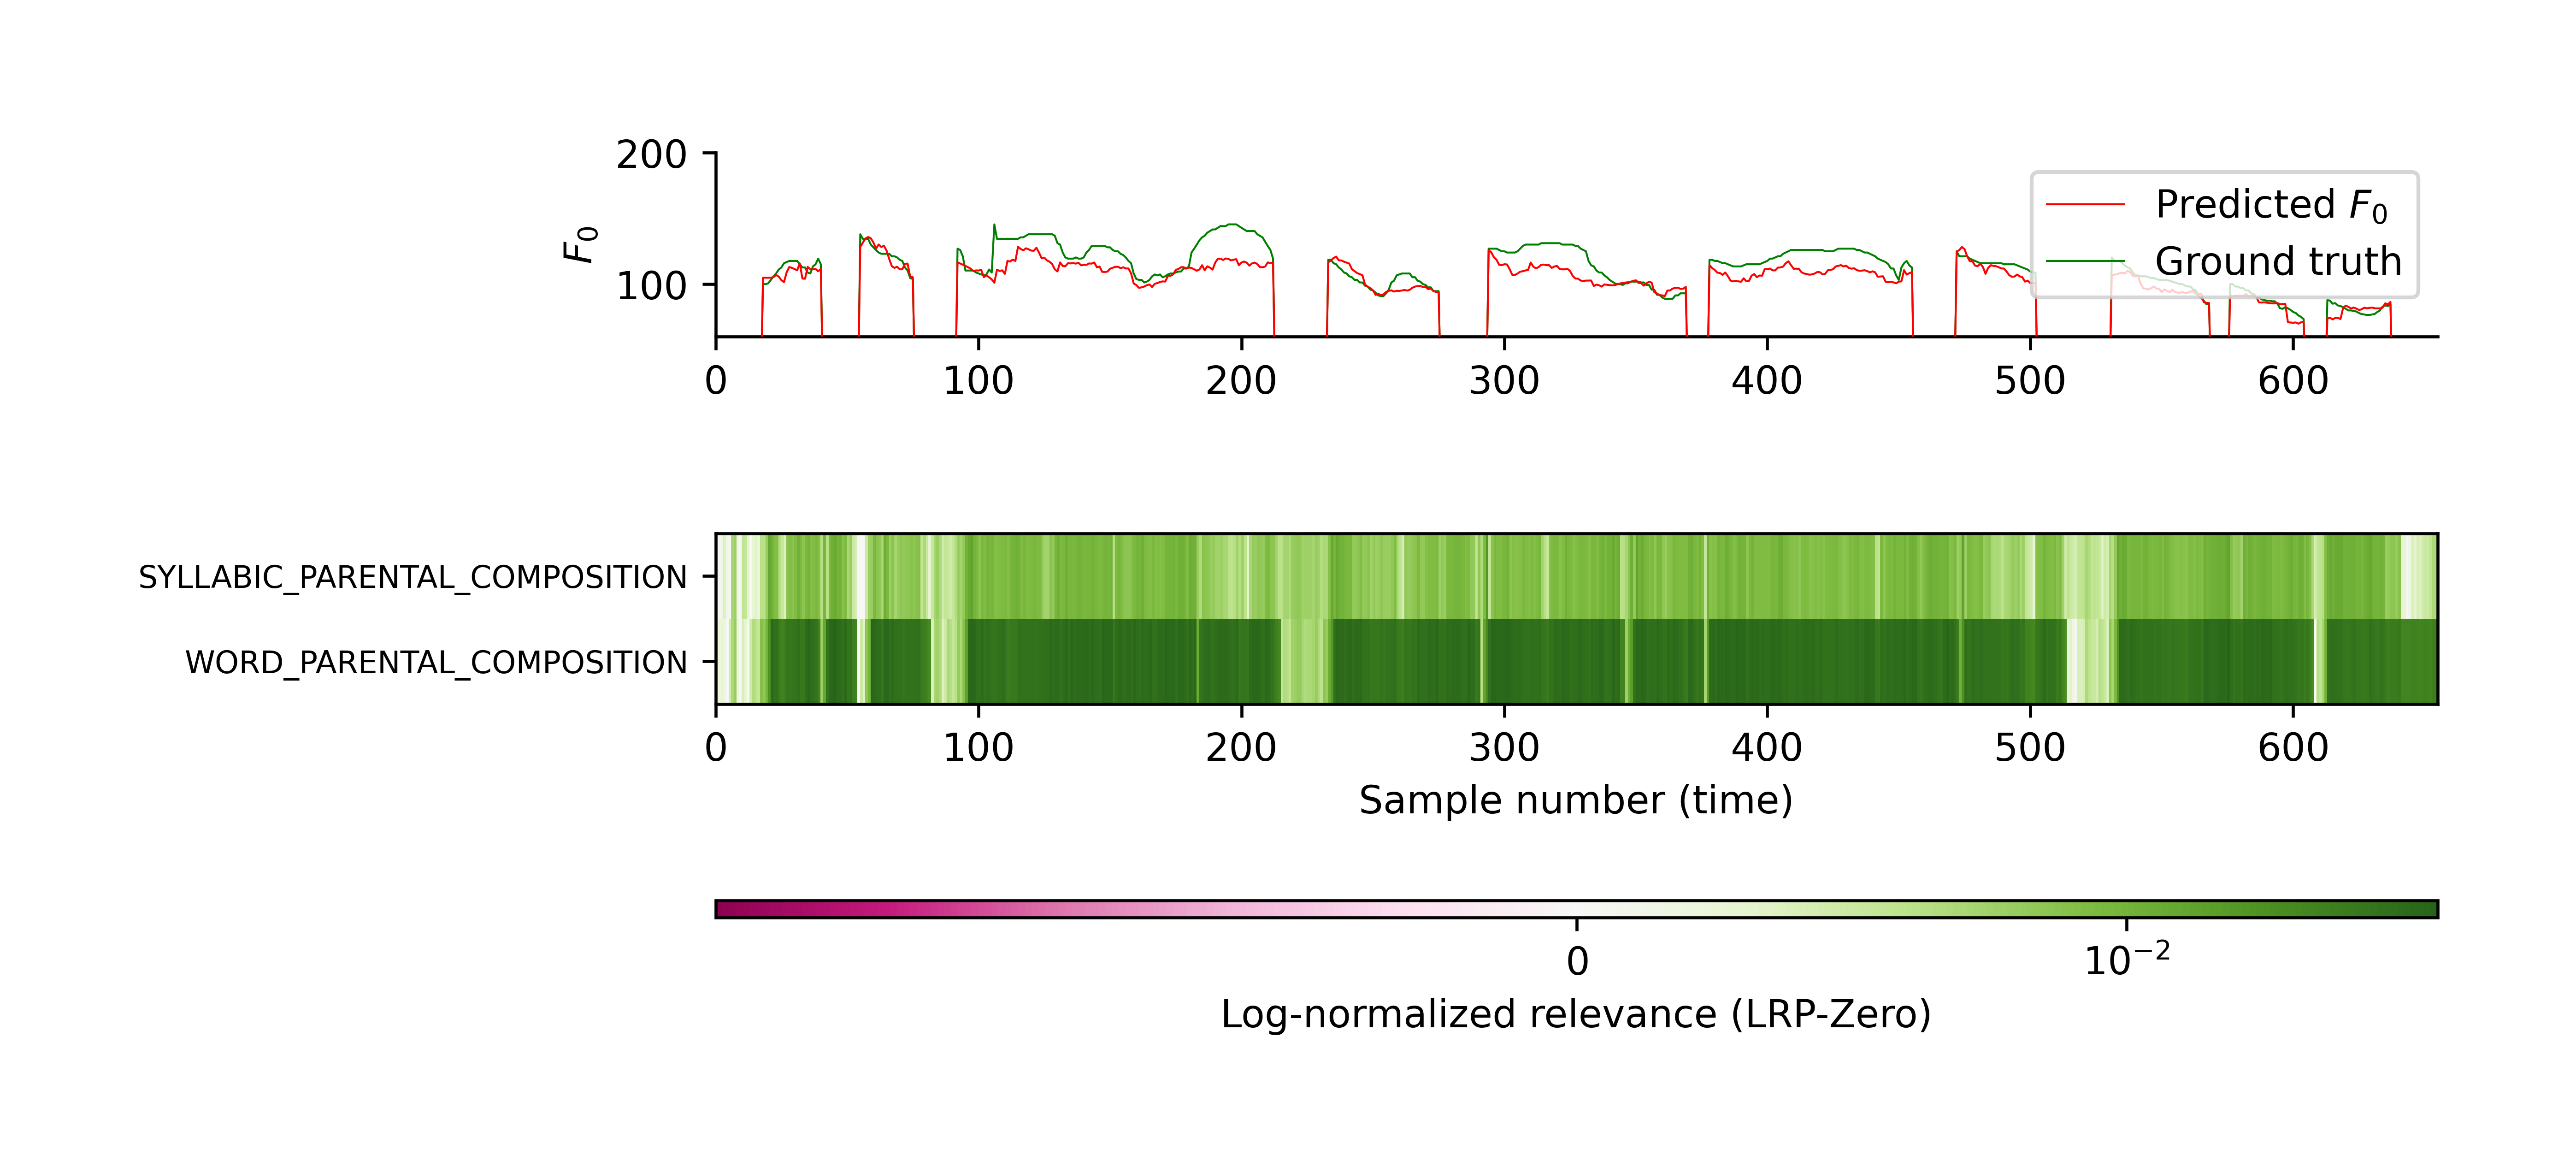 200
100
F₀
Predicted F₀
Ground truth
0 100 200 300 400 500 600
SYLLABIC_PARENTAL_COMPOSITION
WORD_PARENTAL_COMPOSITION
0 100 200 300 400 500 600
Sample number (time)
0 10⁻²
Log-normalized relevance (LRP-Zero)